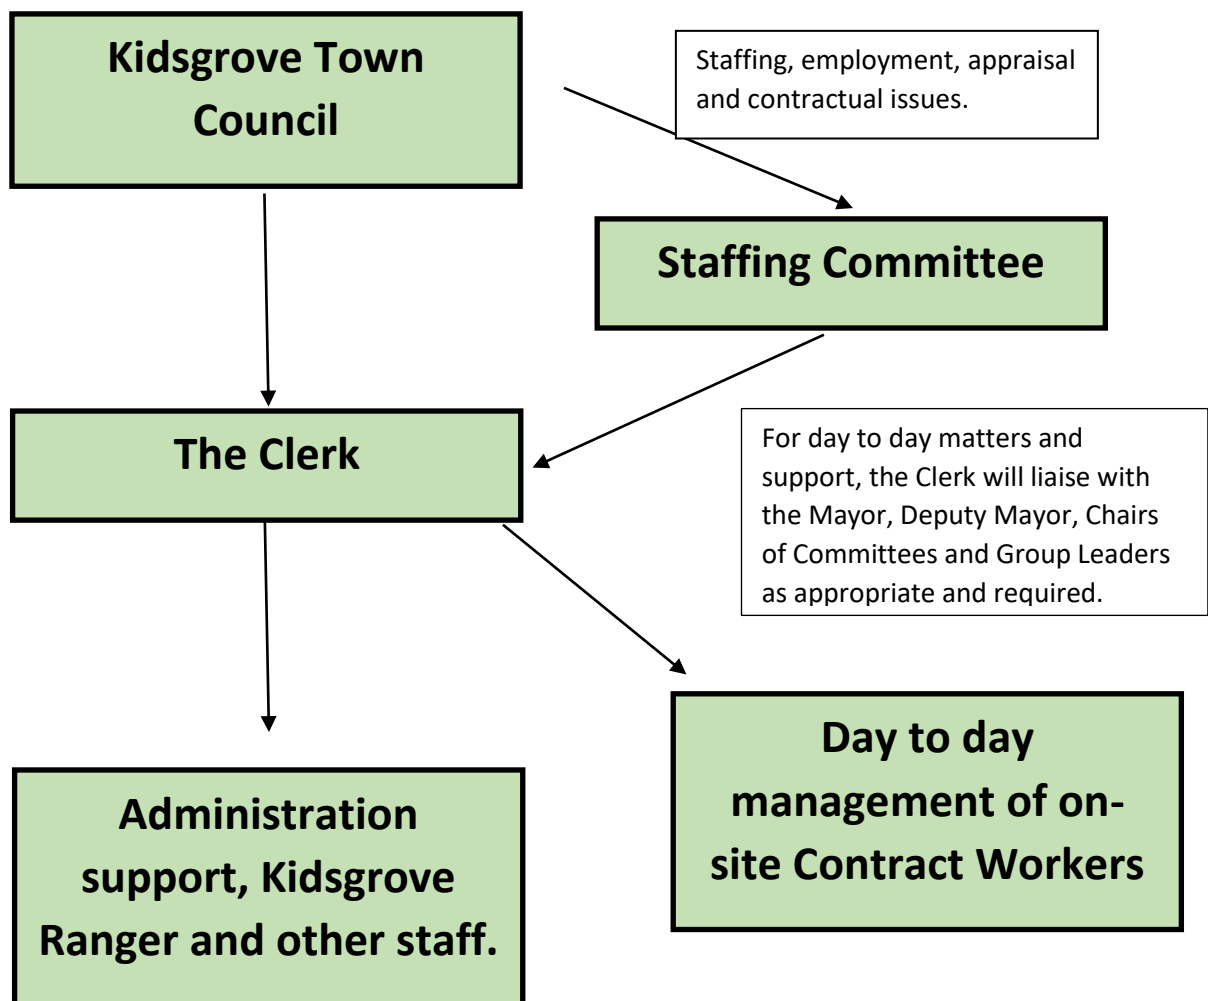 Kidsgrove Town
Council
Staffing, employment, appraisal
and contractual issues.
Staffing Committee
The Clerk
For day to day matters and
support, the Clerk will liaise with
the Mayor, Deputy Mayor, Chairs
of Committees and Group Leaders
as appropriate and required.
Day to day
management of on-
site Contract Workers
Administration
support, Kidsgrove
Ranger and other staff.